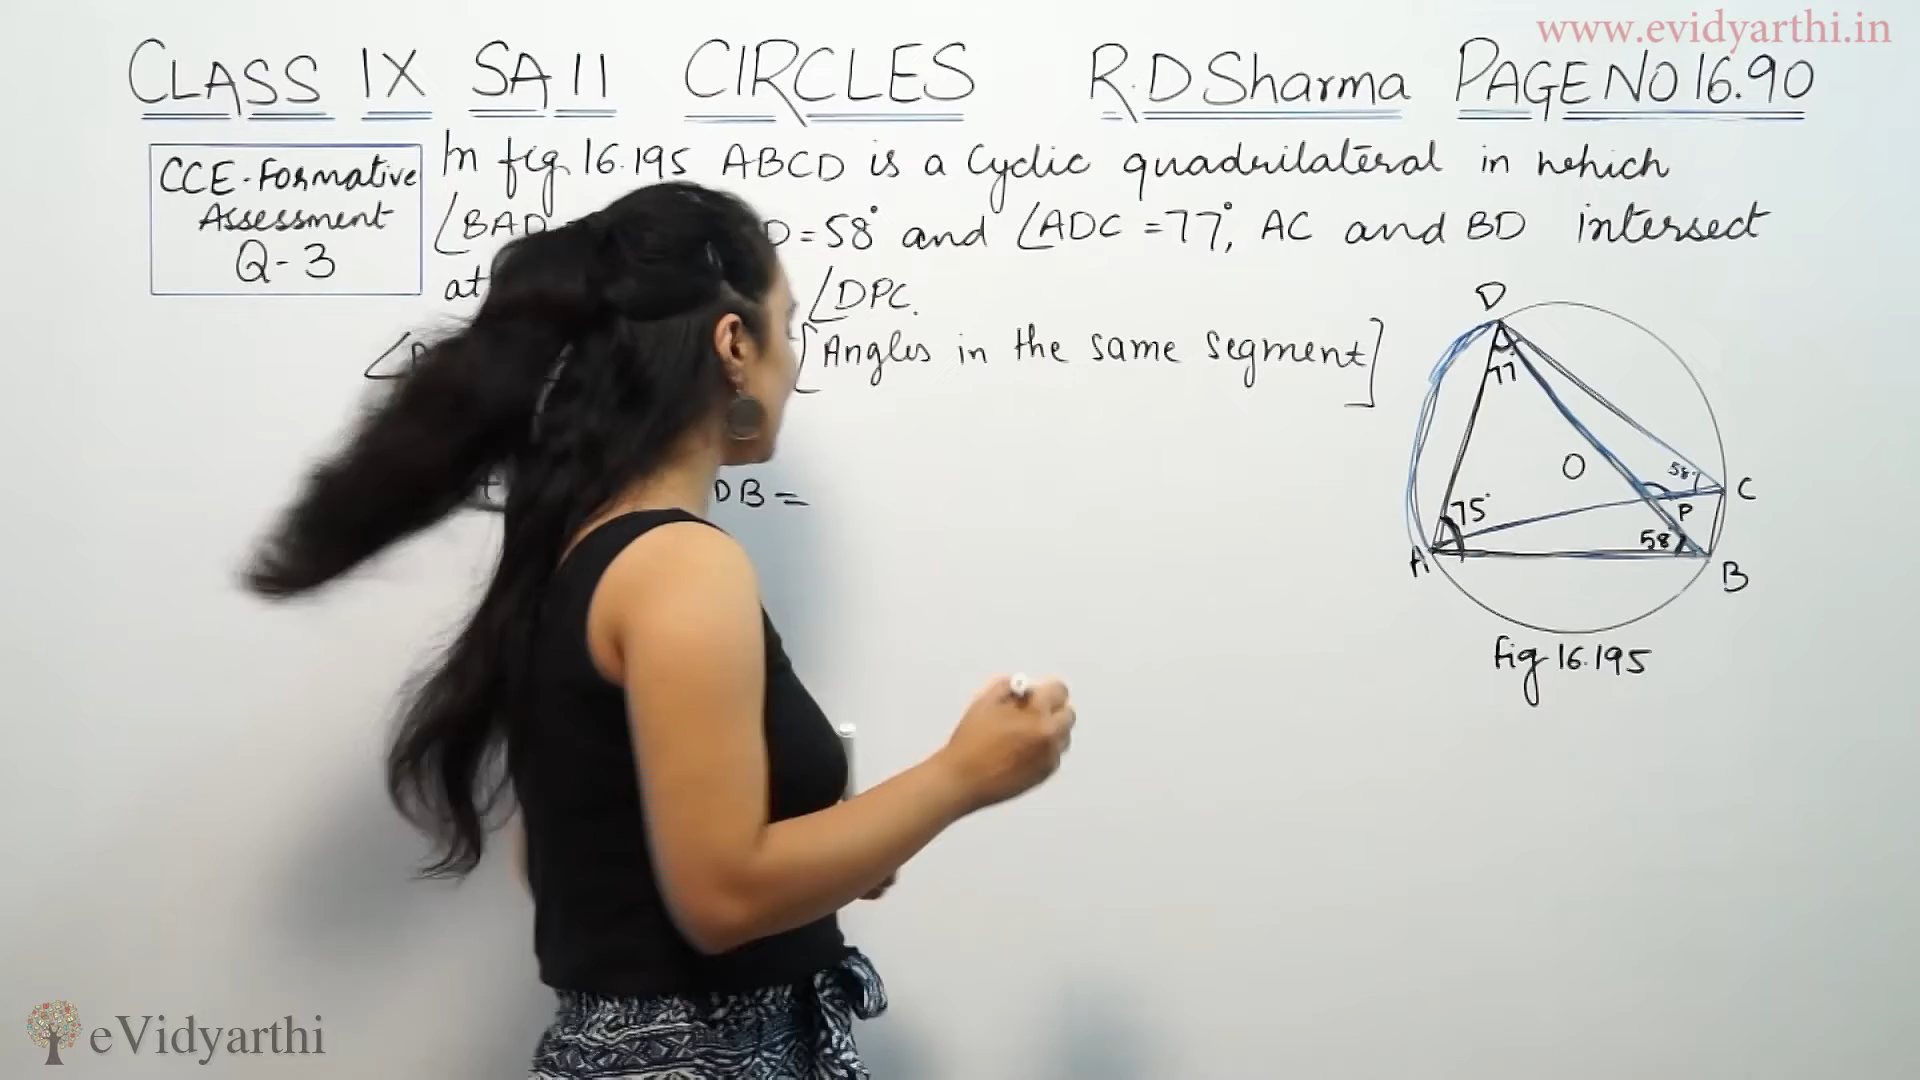 www.evidyarthi.in
CLASS IX SA II CIRCLES R.D Sharma PAGE NO 16.90
CCE-Formative
Assessment
Q-3
In fig 16.195 ABCD is a Cyclic quadrilateral in which
∠BAD =58° and ∠ADC =77°, AC and BD intersect
at ∠DPC.
[Angles in the same segment]
DB =
D
77
O
58°
C
P
75°
58°
A
B
fig 16.195
eVidyarthi